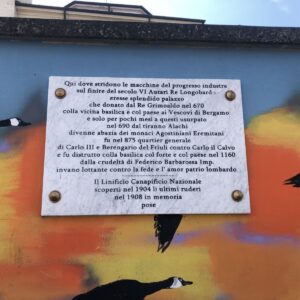 Qui dove stridono le macchine del progresso industre
sul finire del secolo VI Autari Re Longobardo
eresse splendido palazzo
che donato dal Re Grimoaldo nel 670
colla vicina basilica e col paese ai Vescovi di Bergamo
e solo per pochi mesi a questi usurpato
nel 690 dal tiranno Alachi
divenne abazia dei monaci Agostiniani Eremitani
fu nell' 875 quartier generale
di Carlo III e Berengario del Friuli contro Carlo il Calvo
e fu distrutto colla basilica col forte e col paese nel 1160
dalla crudeltà di Federico Barbarossa Imp.
invano lottante contro la fede e l' amor patrio lombardo.
Il Linificio Canapificio Nazionale
scoperti nel 1904 li ultimi ruderi
nel 1908 in memoria
pose